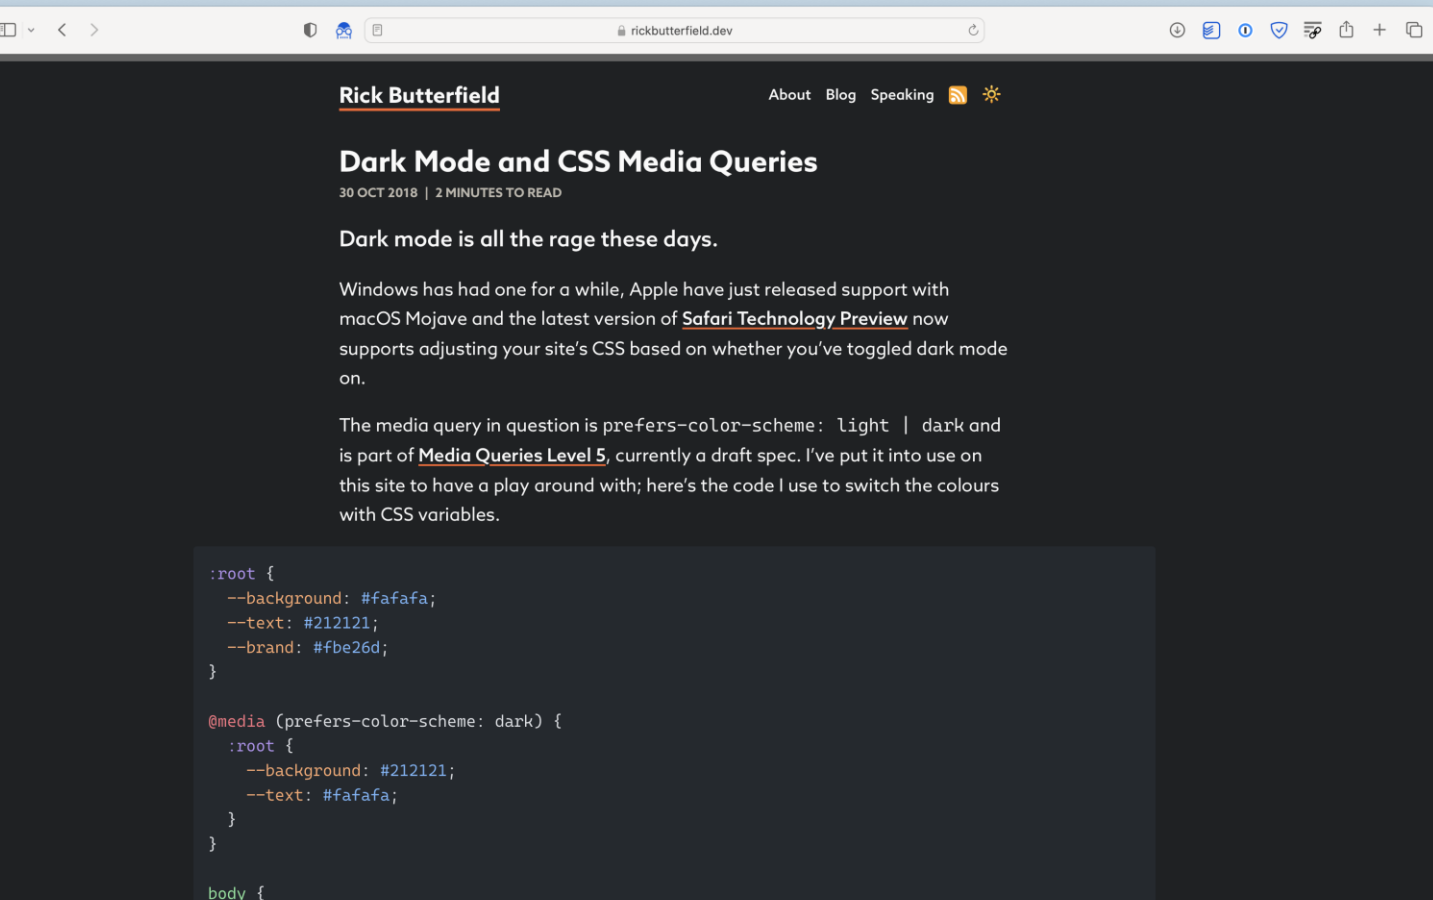 rickbutterfield.dev
Rick Butterfield
About Blog Speaking
Dark Mode and CSS Media Queries
30 OCT 2018 | 2 MINUTES TO READ
Dark mode is all the rage these days.
Windows has had one for a while, Apple have just released support with
macOS Mojave and the latest version of Safari Technology Preview now
supports adjusting your site’s CSS based on whether you’ve toggled dark mode
on.
The media query in question is prefers-color-scheme: light | dark and
is part of Media Queries Level 5, currently a draft spec. I’ve put it into use on
this site to have a play around with; here’s the code I use to switch the colours
with CSS variables.
:root {
  --background: #fafafa;
  --text: #212121;
  --brand: #fbe26d;
}
@media (prefers-color-scheme: dark) {
  :root {
    --background: #212121;
    --text: #fafafa;
  }
}
body {